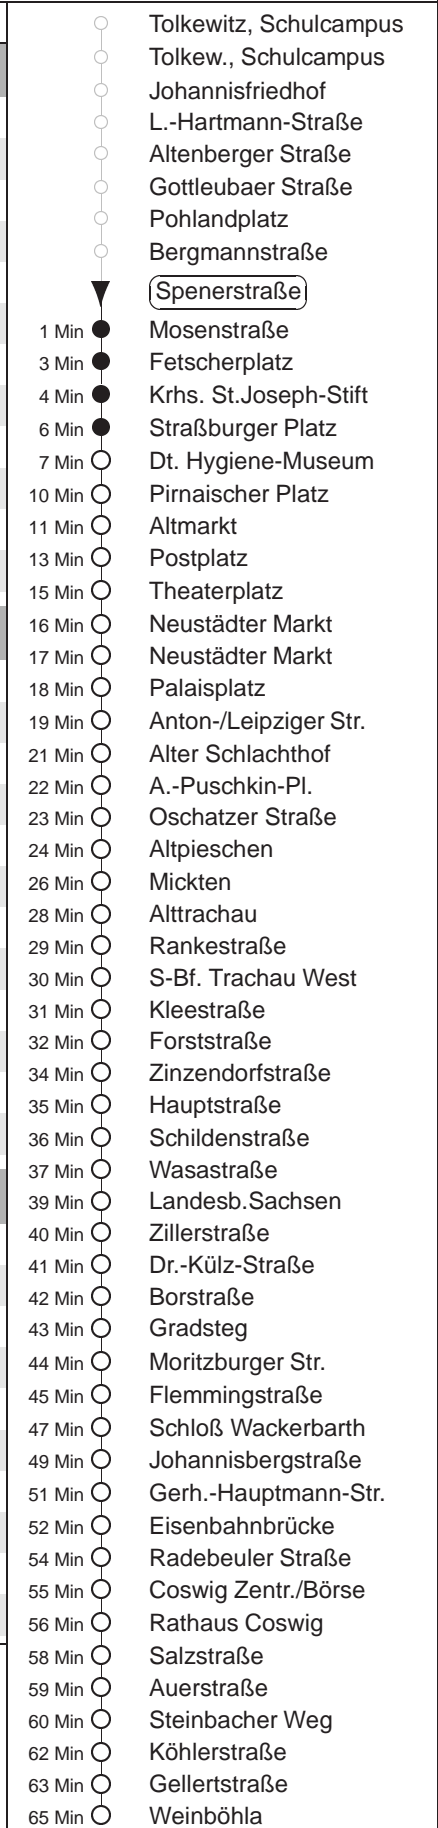 Tolkewitz, Schulcampus
Tolkew., Schulcampus
Johannisfriedhof
L.-Hartmann-Straße
Altenberger Straße
Gottleubaer Straße
Pohlandplatz
Bergmannstraße
Spenerstraße
1 Min Mosenstraße
3 Min Fetscherplatz
4 Min Krhs. St.Joseph-Stift
6 Min Straßburger Platz
7 Min Dt. Hygiene-Museum
10 Min Pirnaischer Platz
11 Min Altmarkt
13 Min Postplatz
15 Min Theaterplatz
16 Min Neustädter Markt
17 Min Neustädter Markt
18 Min Palaisplatz
19 Min Anton-/Leipziger Str.
21 Min Alter Schlachthof
22 Min A.-Puschkin-Pl.
23 Min Oschatzer Straße
24 Min Altpieschen
26 Min Mickten
28 Min Alttrachau
29 Min Rankestraße
30 Min S-Bf. Trachau West
31 Min Kleestraße
32 Min Forststraße
34 Min Zinzendorfstraße
35 Min Hauptstraße
36 Min Schildenstraße
37 Min Wasastraße
39 Min Landesb.Sachsen
40 Min Zillerstraße
41 Min Dr.-Külz-Straße
42 Min Borstraße
43 Min Gradsteg
44 Min Moritzburger Str.
45 Min Flemmingstraße
47 Min Schloß Wackerbarth
49 Min Johannisbergstraße
51 Min Gerh.-Hauptmann-Str.
52 Min Eisenbahnbrücke
54 Min Radebeuler Straße
55 Min Coswig Zentr./Börse
56 Min Rathaus Coswig
58 Min Salzstraße
59 Min Auerstraße
60 Min Steinbacher Weg
62 Min Köhlerstraße
63 Min Gellertstraße
65 Min Weinböhla